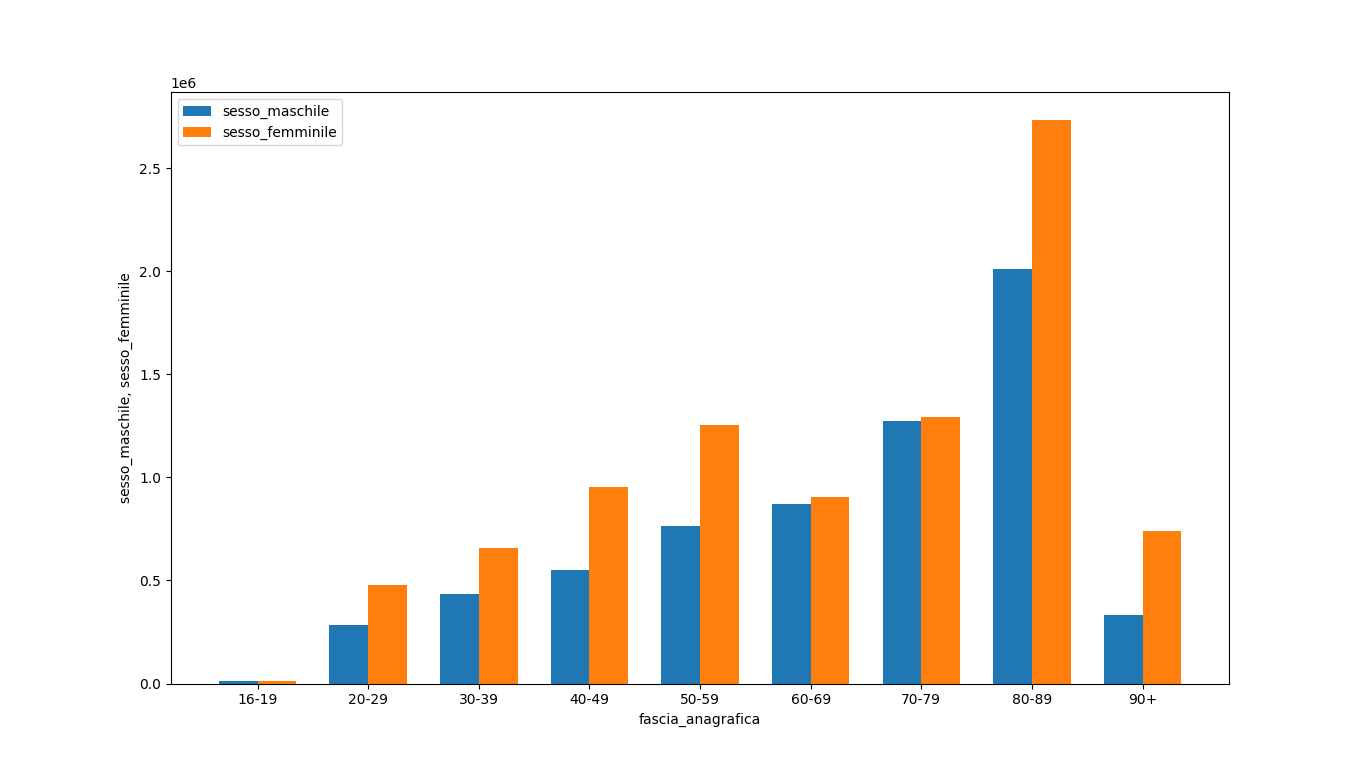 1e6
sesso_maschile
sesso_femminile
2.5
2.0
1.5
1.0
0.5
0.0
sesso_maschile, sesso_femminile
16-19 20-29 30-39 40-49 50-59 60-69 70-79 80-89 90+
fascia_anagrafica